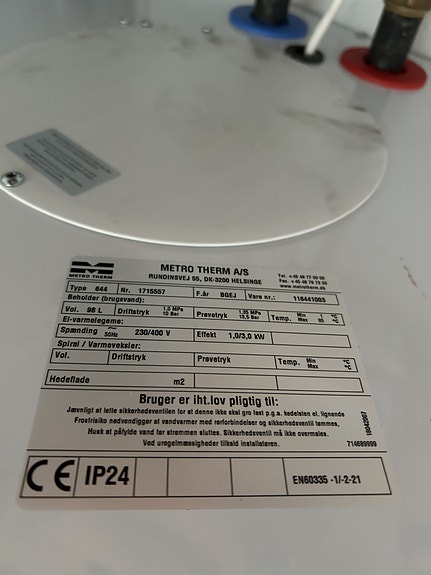 METRO THERM
METRO THERM A/S
RUNDINSVEJ 55, DK-3200 HELSINGE
www.metrotherm.dk
Type 644 Nr. 1715557 F.år BGEJ Vare nr.: 116441003
Beholder (brugsvand):
Vol. 98 L Driftstryk 1,0 MPa 10 Bar Prøvetryk 1,35 MPa 13,5 Bar Temp. Min Max 95 °C °C
El-varmelegeme:
Spænding 50Hz 230/400 V Effekt 1,0/3,0 kW
Spiral / Varmeveksler:
Vol. Driftstryk Prøvetryk Temp. Min Max °C °C
Hedeflade m2
Bruger er iht.lov pligtig til:
Jævnligt at lette sikkerhedsventilen for at denne ikke skal gro fast p.g.a. kedelsten el. lignende
Frostrisiko nødvendiggør at vandvarmer med rørforbindelser og sikkerhedsventil tømmes,
Husk at påfylde vand før strømmen sluttes. Sikkerhedsventil må ikke overmales.
Ved uregelmæssigheder tilkald installatøren.
714689999
CE IP24 EN60335 -1/-2-21